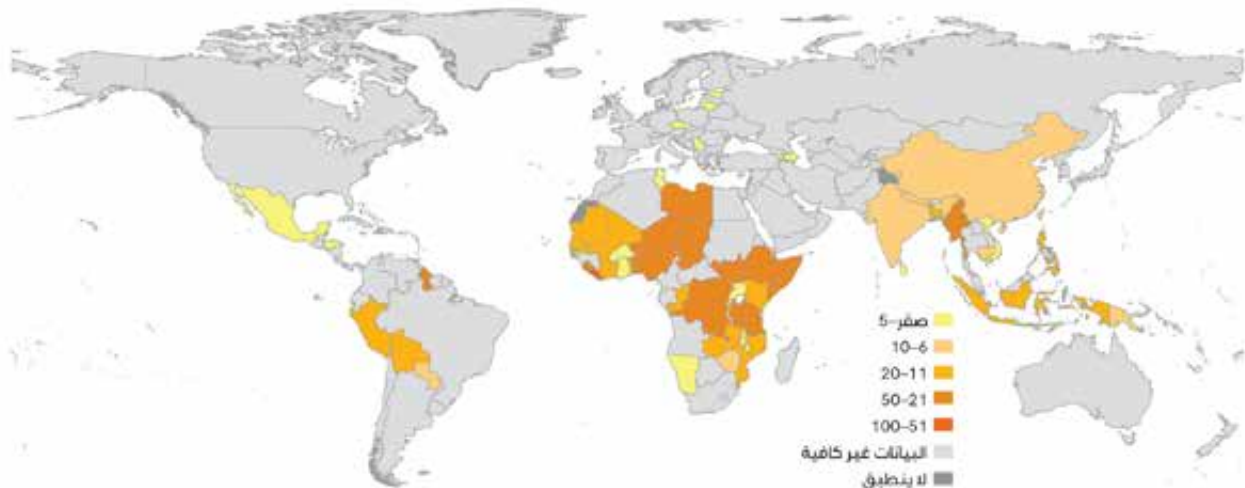 صفر–5
6–10
11–20
21–50
51–100
البيانات غير كافية
لا ينطبق